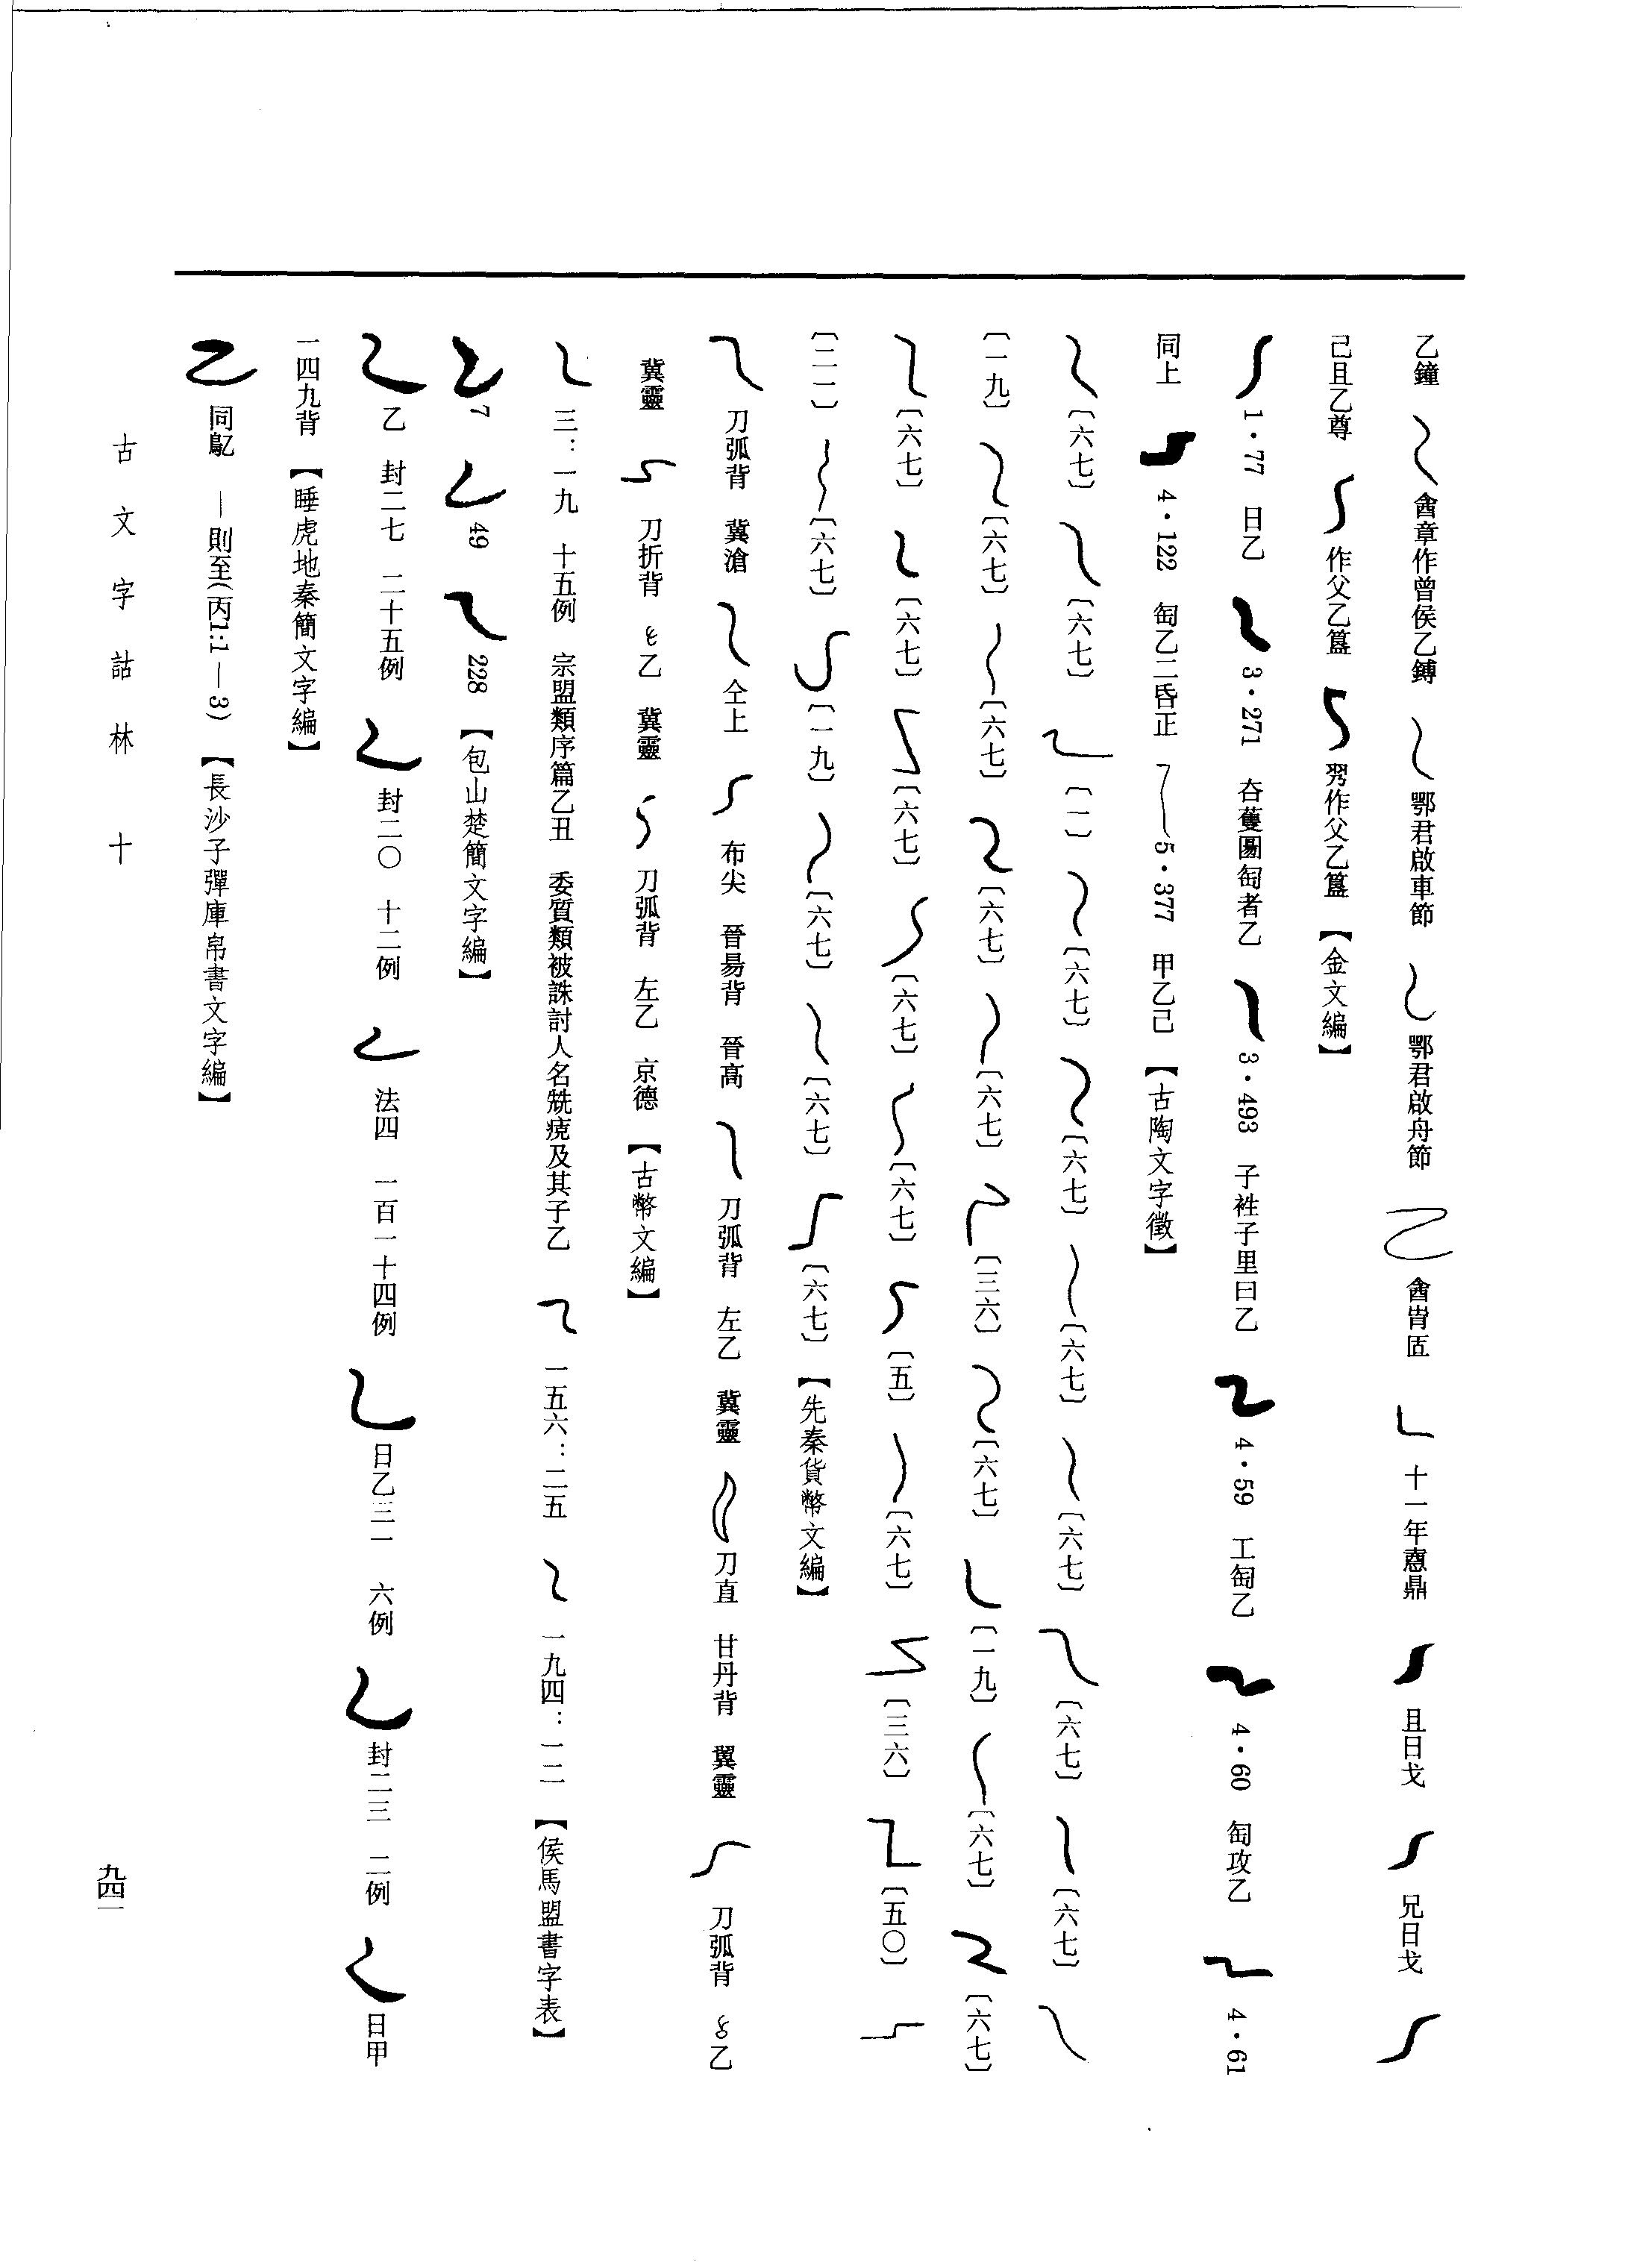 乙鐘　酓章作曾侯乙鎛　鄂君啟車節　鄂君啟舟節　酓冑匜　十一年鼎　且日戈　兄日戈
己且乙尊　作父乙簋　作父乙簋　【金文編】
1·77　日乙　3·271　夻蒦圆匋者乙　3·493　子里曰乙　4·59　工匋乙　4·60　匋攻乙　4·61
同上　4·122　匋乙二昏正　5·377　甲乙己　【古陶文字徵】
〔六七〕　〔六七〕　〔二〕　〔六七〕　〔六七〕　〔六七〕　〔六七〕　〔六七〕　〔六七〕
〔一九〕　〔六七〕　〔六七〕　〔六七〕　〔六七〕　〔三六〕　〔六七〕　〔一九〕　〔六七〕　〔六七〕
〔六七〕　〔六七〕　〔六七〕　〔六七〕　〔六七〕　〔五〕　〔六七〕　〔三六〕　〔五〇〕
〔二一〕　〔六七〕　〔一九〕　〔六七〕　〔六七〕　〔六七〕　【先秦貨幣文編】
刀弧背　冀滄　仝上　布尖　晉昜背　晉高　刀弧背　左乙　冀靈　刀直　甘丹背　冀靈　刀弧背　乙
冀靈　刀折背　乙　冀靈　刀弧背　左乙　京德　【古幣文編】
三：一九　十五例　宗盟類序篇乙丑　委質類被誅討人名及其子乙　一五六：二五　一九四：一二　【侯馬盟書字表】
7　49　228　【包山楚簡文字編】
乙　封二七　二十五例　封二〇　十二例　法四　一百一十四例　日乙三一　六例　封二三　二例　日甲
一四九背　【睡虎地秦簡文字編】
同鳦　—則至(丙1:1—3)　【長沙子彈庫帛書文字編】
古文字詁林　十
九四一